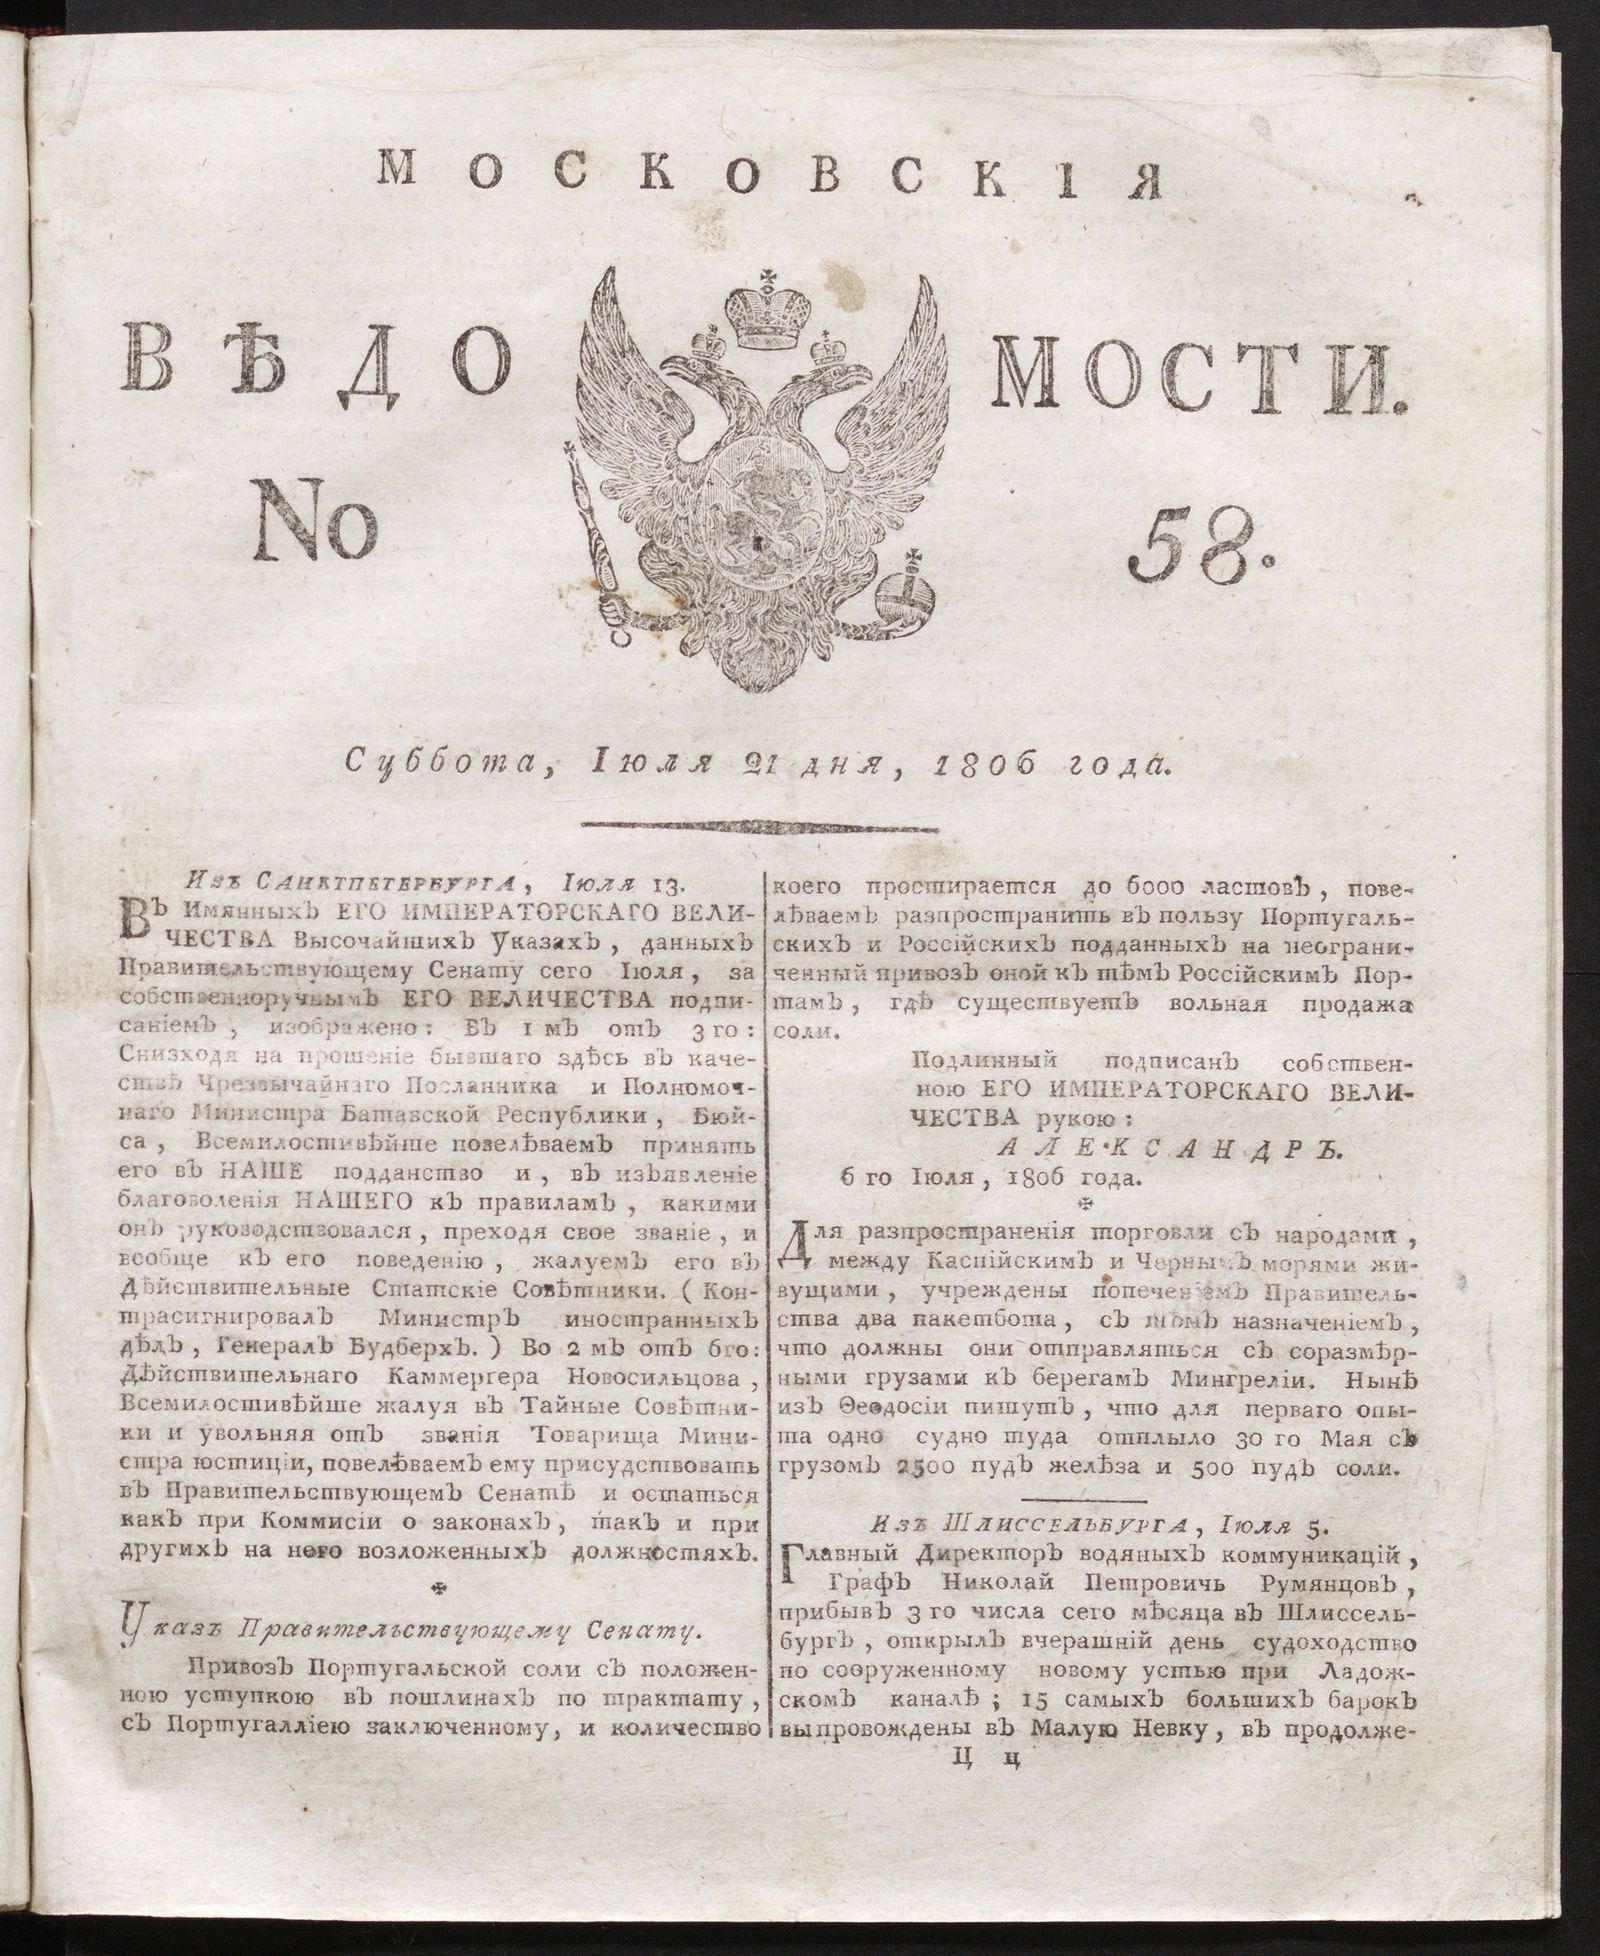 МОСКОВСКІЯ
ВѢДОМОСТИ.
No 58.
Суббота, Іюля 21 дня, 1806 года.
Изъ Санктпетербурга, Іюля 13.
Въ Имянныхъ ЕГО ИМПЕРАТОРСКАГО ВЕЛИ-
ЧЕСТВА Высочайшихъ Указахъ, данныхъ
Правительствующему Сенату сего Іюля, за
собственноручнымъ ЕГО ВЕЛИЧЕСТВА подпи-
саніемъ, изображено: Въ 1 мъ отъ 3 го:
Снизходя на прошеніе бывшаго здѣсь въ каче-
ствѣ Чрезвычайнаго Посланника и Полномоч-
наго Министра Батавской Республики, Бюй-
са, Всемилостивѣйше повелѣваемъ принять
его въ НАШЕ подданство и, въ изъявленіе
благоволенія НАШЕГО къ правиламъ, какими
онъ руководствовался, преходя свое званіе, и
вообще къ его поведенію, жалуемъ его въ
Дѣйствительные Статскіе Совѣтники. (Кон-
трасигнировалъ Министръ иностранныхъ
дѣлъ, Генералъ Будберхъ.) Во 2 мъ отъ 6го:
Дѣйствительнаго Каммергера Новосильцова,
Всемилостивѣйше жалуя въ Тайные Совѣтни-
ки и увольняя отъ званія Товарища Мини-
стра юстиціи, повелѣваемъ ему присудствовать
въ Правительствующемъ Сенатѣ и остаться
какъ при Коммисіи о законахъ, такъ и при
другихъ на него возложенныхъ должностяхъ.
Указъ Правительствующему Сенату.
Привозъ Португальской соли съ положен-
ною уступкою въ пошлинахъ по трактату,
съ Португалліею заключенному, и количество
коего простирается до 6000 ластовъ, пове-
лѣваемъ разпространить въ пользу Португаль-
скихъ и Россійскихъ подданныхъ на неограни-
ченный привозъ оной къ тѣмъ Россійскимъ Пор-
тамъ, гдѣ существуетъ вольная продажа
соли.
Подлинный подписанъ собствен-
ною ЕГО ИМПЕРАТОРСКАГО ВЕЛИ-
ЧЕСТВА рукою:
АЛЕКСАНДРЪ.
6 го Іюля, 1806 года.
Для разпространенія торговли съ народами,
между Каспійскимъ и Чернымъ морями жи-
вущими, учреждены попеченіемъ Правитель-
ства два пакетбота, съ тѣмъ назначеніемъ,
что должны они отправляться съ соразмѣр-
ными грузами къ берегамъ Мингреліи. Нынѣ
изъ Ѳеодосіи пишутъ, что для перваго опы-
та одно судно туда отплыло 30 го Мая съ
грузомъ 2500 пудъ желѣза и 500 пудъ соли.
Изъ Шлиссельбурга, Іюля 5.
Главный Директоръ водяныхъ коммуникацій,
Графъ Николай Петровичь Румянцовъ,
прибывъ 3 го числа сего мѣсяца въ Шлиссель-
бургъ, открылъ вчерашній день судоходство
по сооруженному новому устью при Ладож-
скомъ каналѣ; 15 самыхъ большихъ барокъ
выпровождены въ Малую Невку, въ продолже-
Ц ц